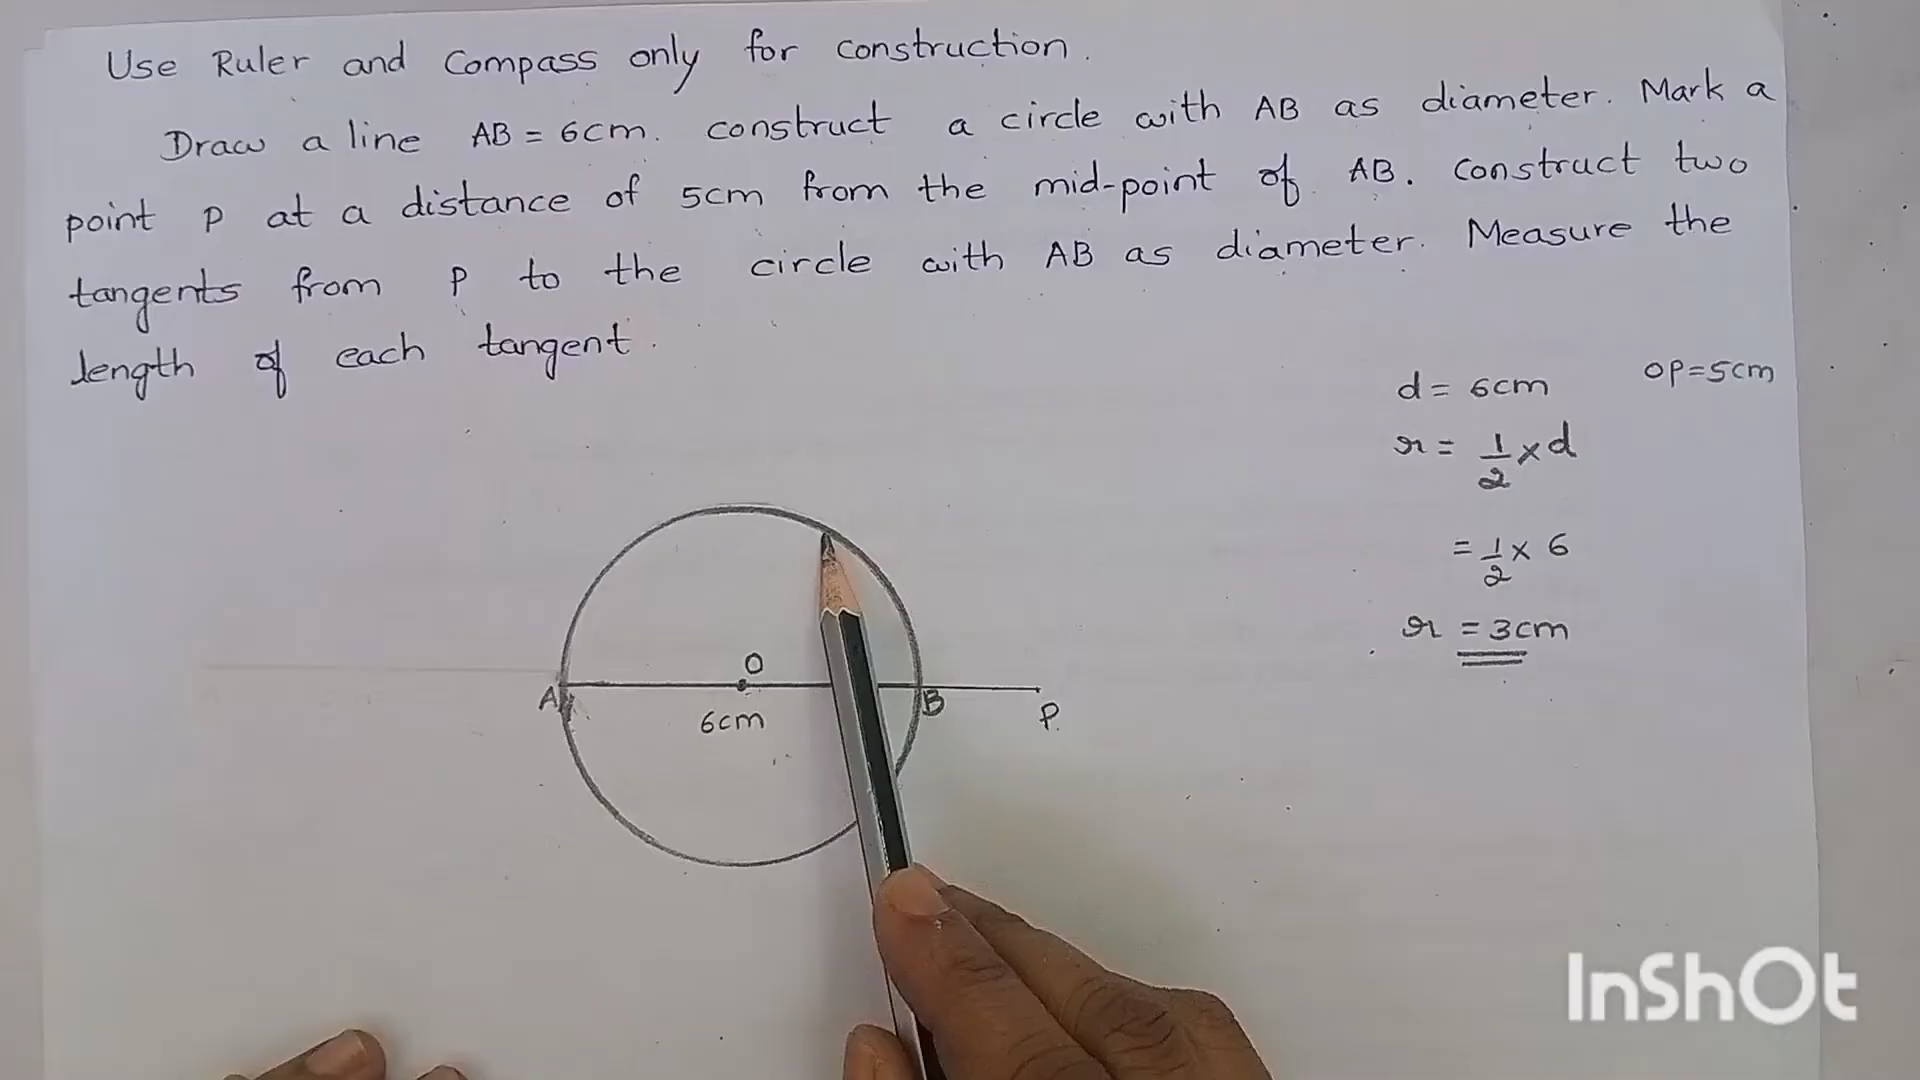 Use Ruler and Compass only for construction.
Draw a line AB = 6cm. construct a circle with AB as diameter. Mark a
point P at a distance of 5cm from the mid-point of AB. construct two
tangents from P to the circle with AB as diameter. Measure the
length of each tangent.
d = 6cm OP=5cm
r = 1/2 × d
= 1/2 × 6
r = 3cm
O
A B
6cm P.
InShOt